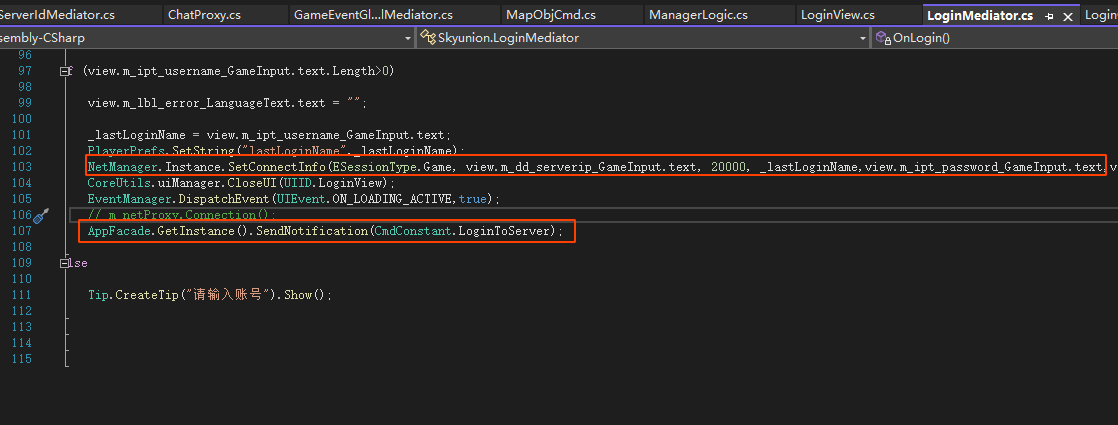 ServerIdMediator.cs ChatProxy.cs GameEventGl...lMediator.cs MapObjCmd.cs ManagerLogic.cs LoginView.cs LoginMediator.cs Login
sembly-CSharp Skyunion.LoginMediator OnLogin()
96
97 f (view.m_ipt_username_GameInput.text.Length>0)
98
99 view.m_lbl_error_LanguageText.text = "";
100
101 _lastLoginName = view.m_ipt_username_GameInput.text;
102 PlayerPrefs.SetString("lastLoginName",_lastLoginName);
103 NetManager.Instance.SetConnectInfo(ESessionType.Game, view.m_dd_serverip_GameInput.text, 20000, _lastLoginName,view.m_ipt_password_GameInput.text,v
104 CoreUtils.uiManager.CloseUI(UIID.LoginView);
105 EventManager.DispatchEvent(UIEvent.ON_LOADING_ACTIVE,true);
106 // m_netProxy.Connection();
107 AppFacade.GetInstance().SendNotification(CmdConstant.LoginToServer);
108
109 lse
110
111 Tip.CreateTip("请输入账号").Show();
112
113
114
115